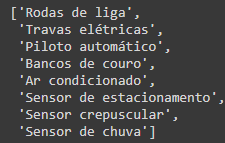 ['Rodas de liga',
'Travas elétricas',
'Piloto automático',
'Bancos de couro',
'Ar condicionado',
'Sensor de estacionamento',
'Sensor crepuscular',
'Sensor de chuva']